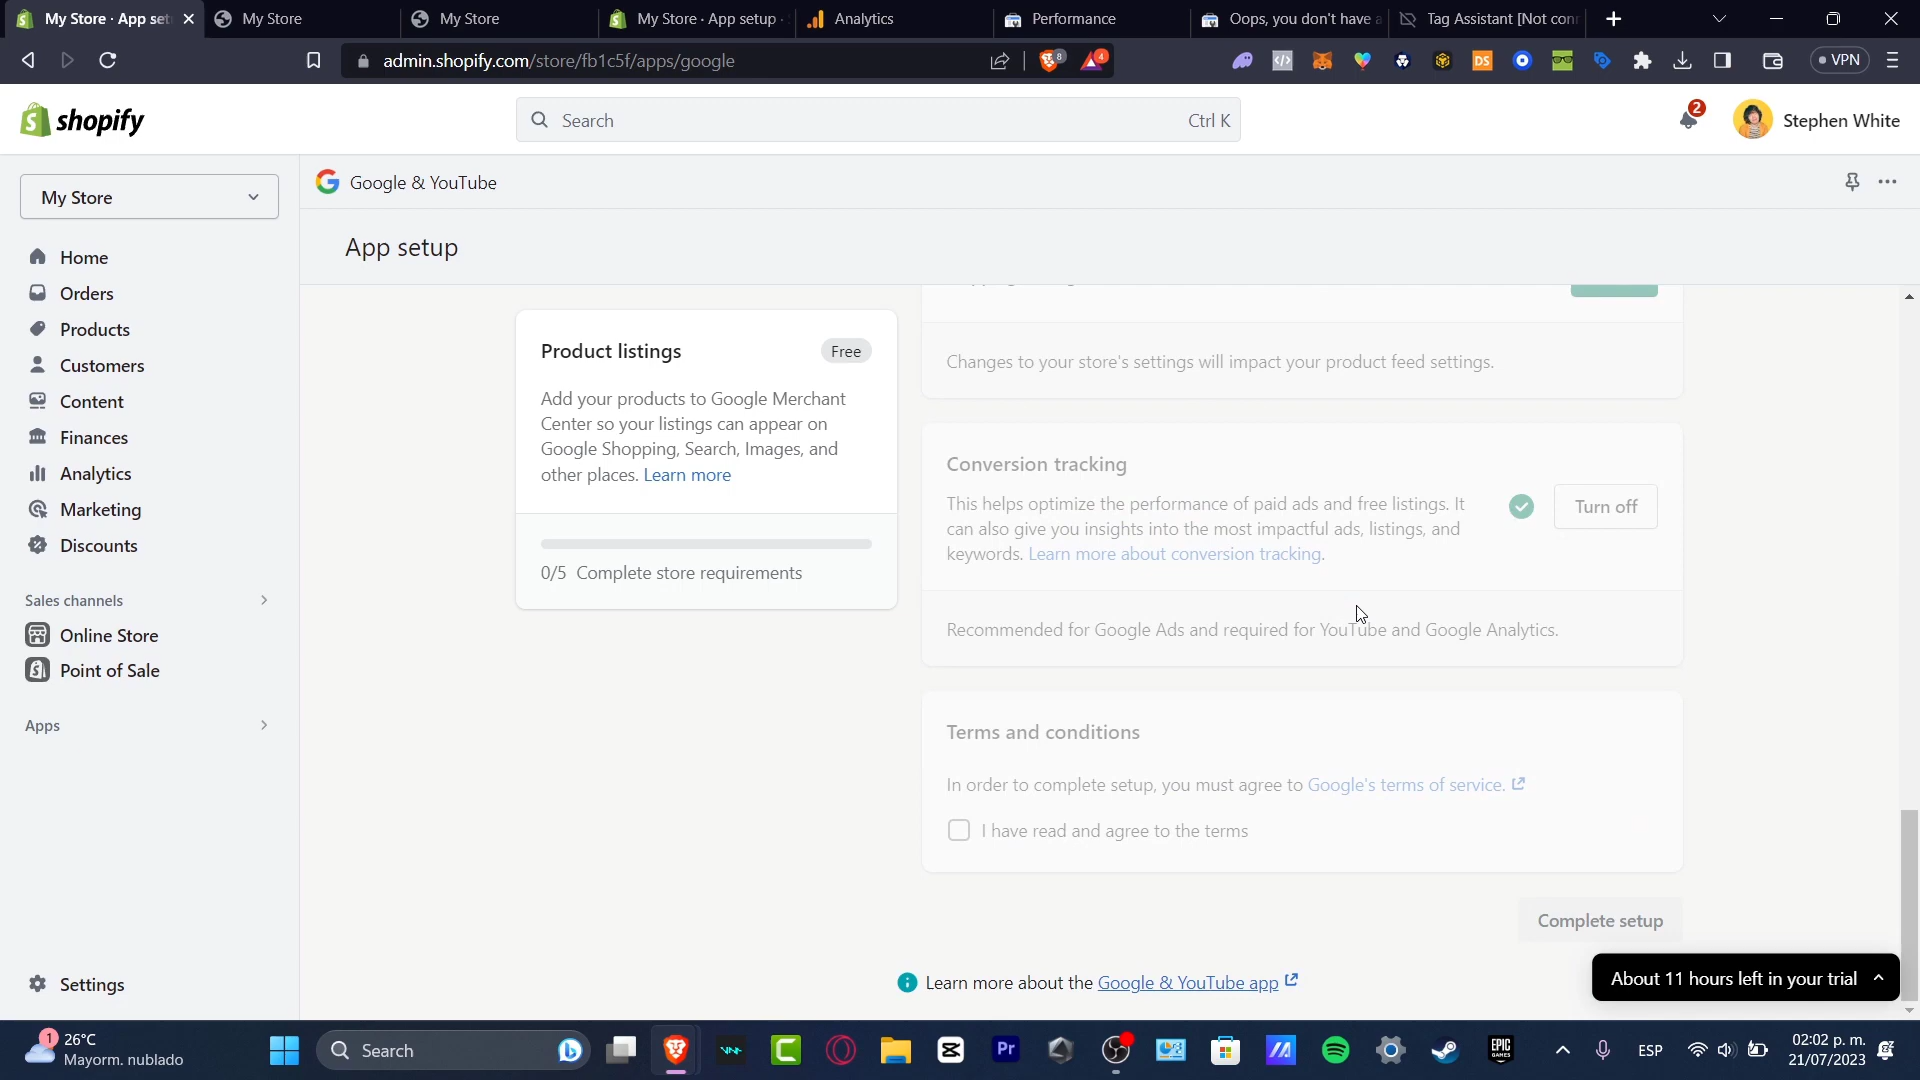 My Store · App set
My Store
My Store
My Store · App setup ·
Analytics
Performance
Oops, you don't have a
Tag Assistant [Not conn
admin.shopify.com/store/fb1c5f/apps/google
8
4
DS
VPN
shopify
Search
Ctrl K
2
Stephen White
My Store
Google & YouTube
Home
Orders
Products
Customers
Content
Finances
Analytics
Marketing
Discounts
Sales channels
Online Store
Point of Sale
Apps
Settings
App setup
Product listings
Free
Add your products to Google Merchant
Center so your listings can appear on
Google Shopping, Search, Images, and
other places. Learn more
0/5 Complete store requirements
Changes to your store's settings will impact your product feed settings.
Conversion tracking
This helps optimize the performance of paid ads and free listings. It
can also give you insights into the most impactful ads, listings, and
keywords. Learn more about conversion tracking.
Turn off
Recommended for Google Ads and required for YouTube and Google Analytics.
Terms and conditions
In order to complete setup, you must agree to Google's terms of service.
I have read and agree to the terms
Complete setup
Learn more about the Google & YouTube app
About 11 hours left in your trial
1
26°C
Mayorm. nublado
Search
Pr
EPIC
GAMES
ESP
02:02 p. m.
21/07/2023